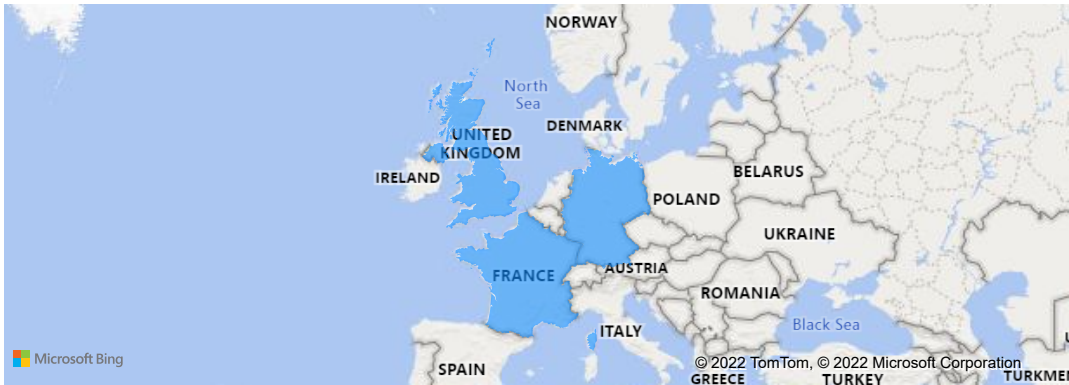 NORWAY
North
Sea
DENMARK
UNITED
KINGDOM
IRELAND
BELARUS
POLAND
UKRAINE
FRANCE
AUSTRIA
ROMANIA
Black Sea
ITALY
Microsoft Bing
SPAIN
© 2022 TomTom, © 2022 Microsoft Corporation
GREECE
TURKEY
TURKME